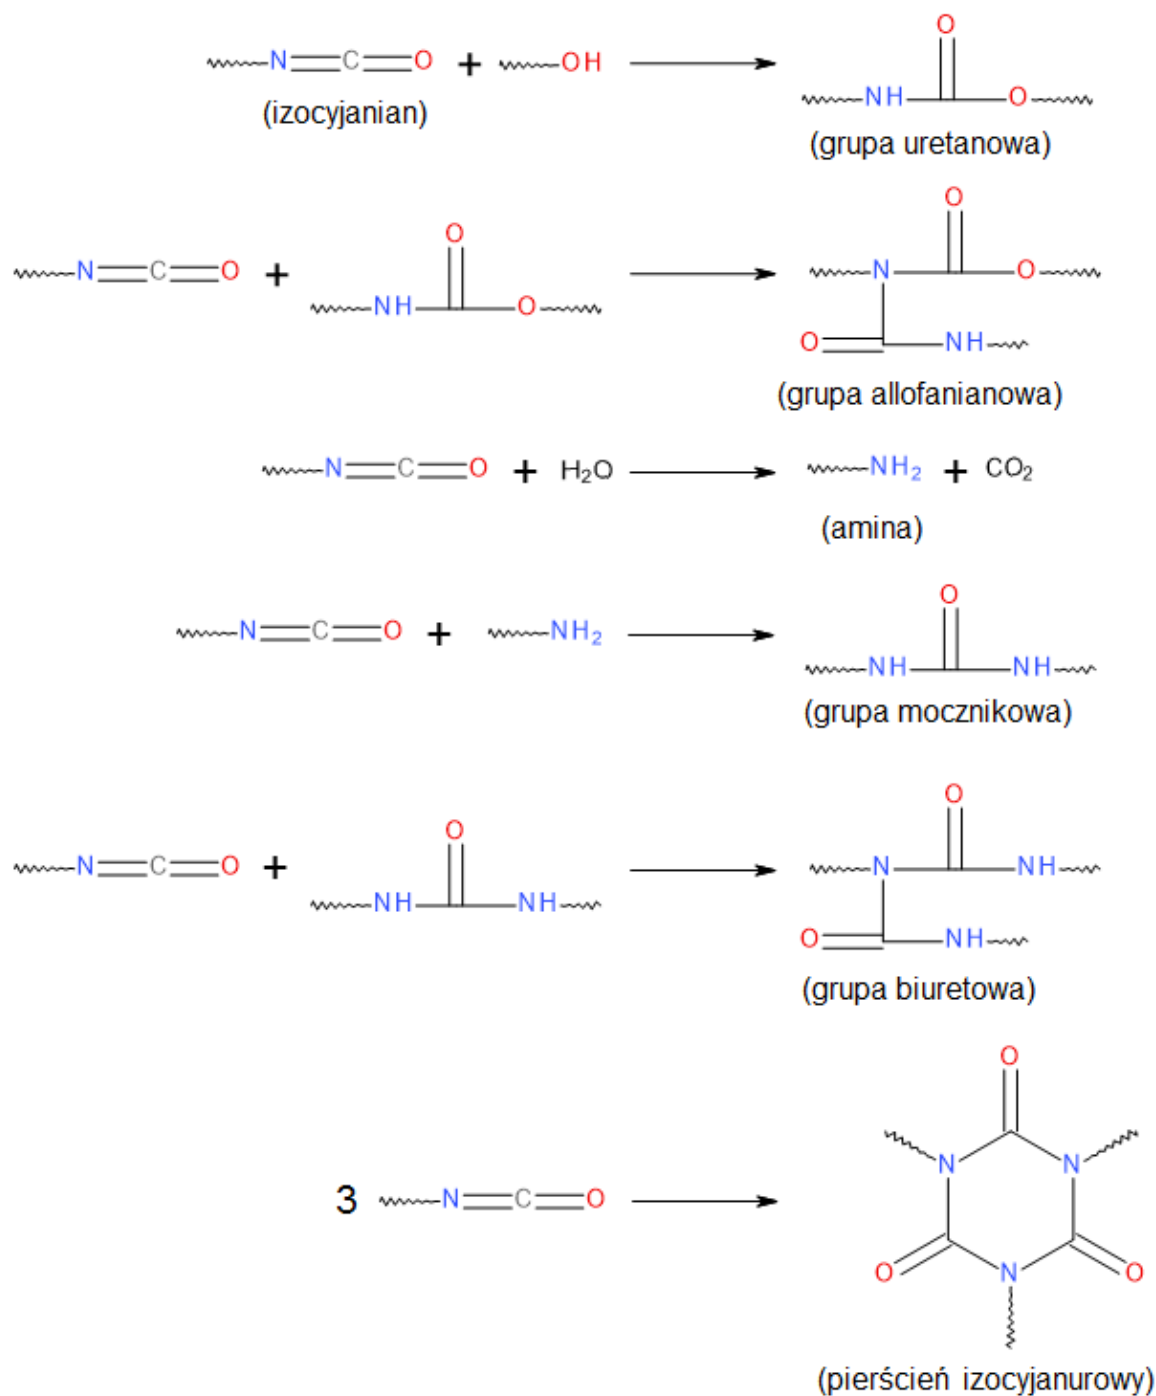 N C O + OH
(izocyjanian)
O
NH O
(grupa uretanowa)
N C O +
O
NH O
O
N O
O NH
(grupa allofanianowa)
N C O + H₂O
NH₂ + CO₂
(amina)
N C O + NH₂
O
NH NH
(grupa mocznikowa)
N C O +
O
NH NH
O
N NH
O NH
(grupa biuretowa)
3 N C O
O
N N
O N O
(pierścień izocyjanurowy)